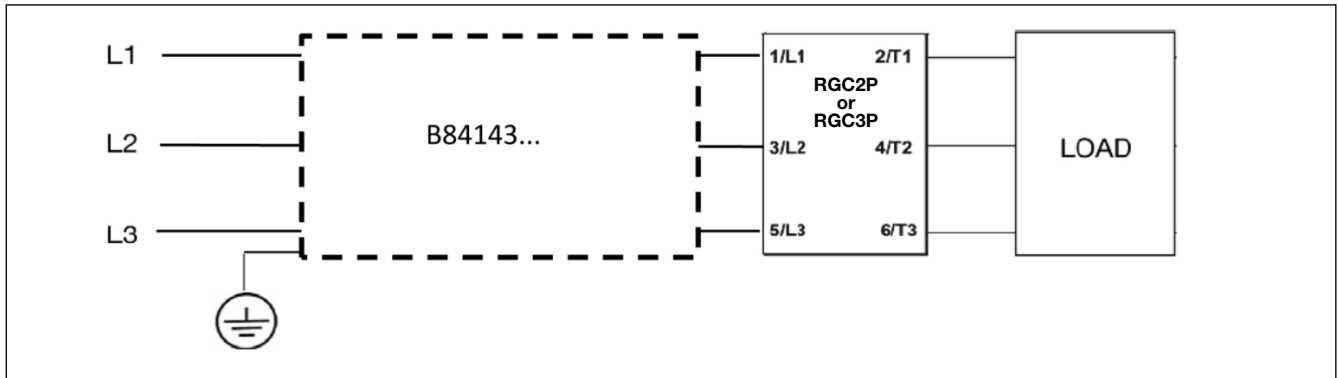 L1
L2
L3
B84143...
1/L1
2/T1
RGC2P
or
RGC3P
3/L2
4/T2
5/L3
6/T3
LOAD